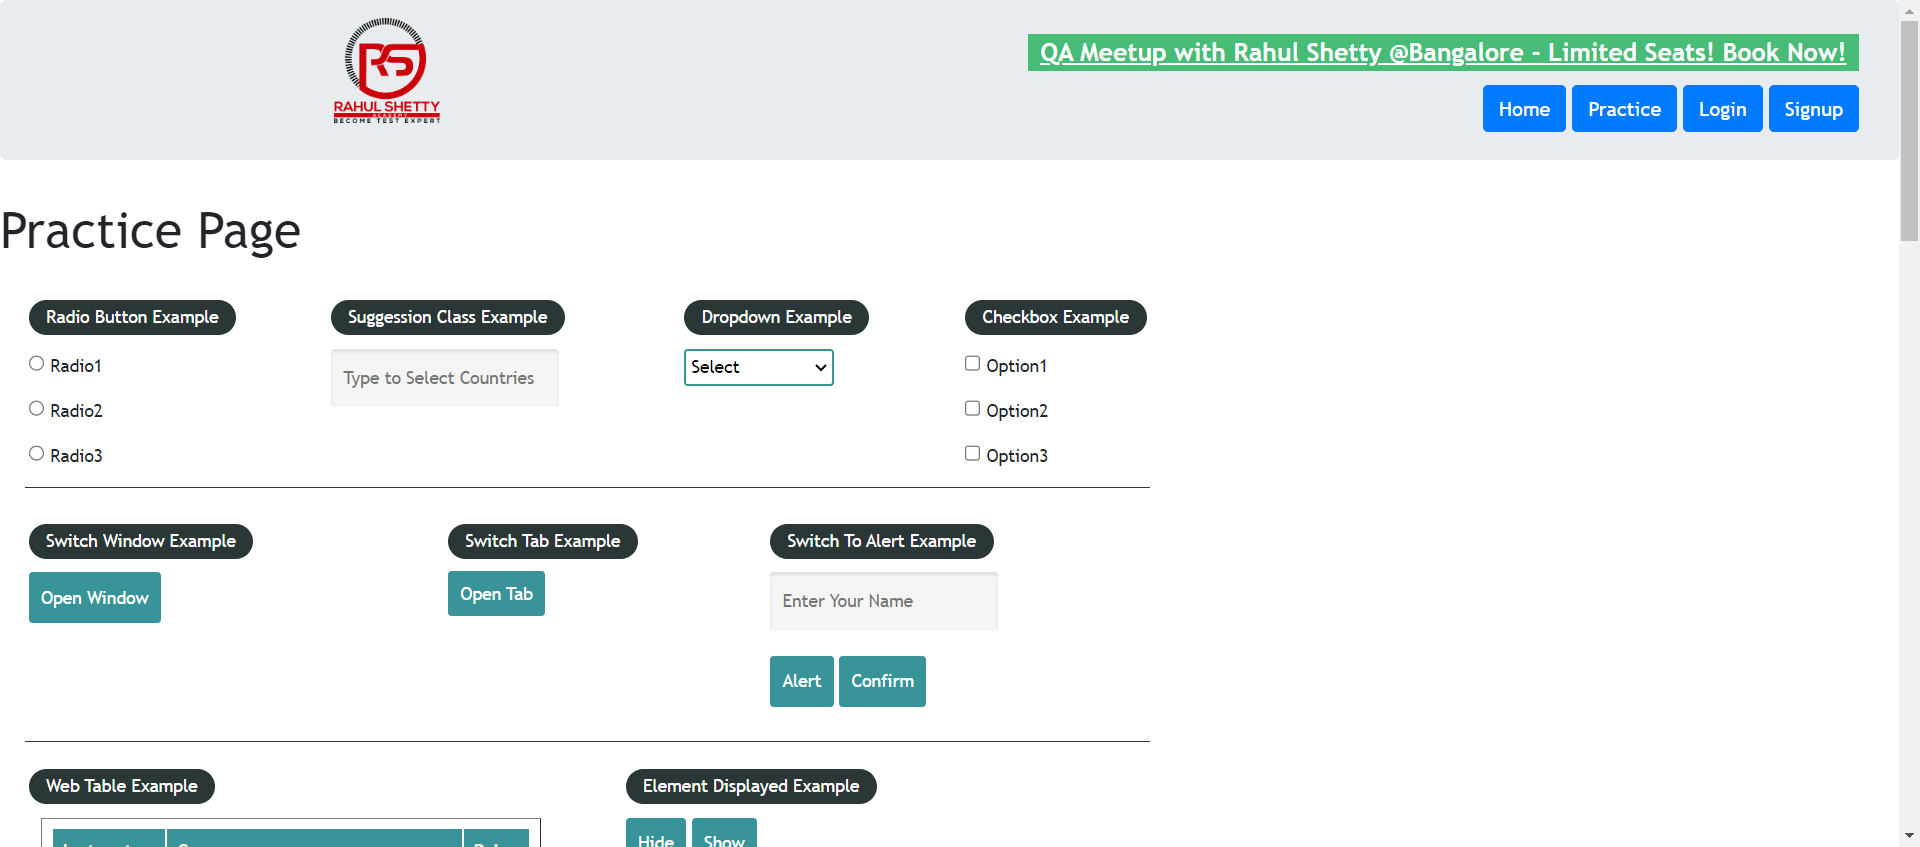 RAHUL SHETTY
ACADEMY
BECOME TEST EXPERT
QA Meetup with Rahul Shetty @Bangalore - Limited Seats! Book Now!
Home Practice Login Signup
Practice Page
Radio Button Example
Radio1
Radio2
Radio3
Suggession Class Example
Type to Select Countries
Dropdown Example
Select
Checkbox Example
Option1
Option2
Option3
Switch Window Example
Open Window
Switch Tab Example
Open Tab
Switch To Alert Example
Enter Your Name
Alert Confirm
Web Table Example
Element Displayed Example
Hide Show